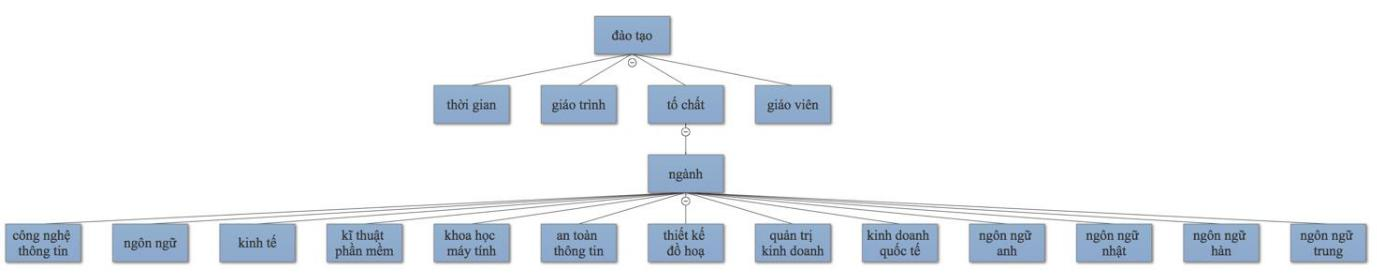 đào tạo
thời gian
giáo trình
tố chất
giáo viên
ngành
công nghệ
thông tin
ngôn ngữ
kinh tế
kĩ thuật
phần mềm
khoa học
máy tính
an toàn
thông tin
thiết kế
đồ hoạ
quản trị
kinh doanh
kinh doanh
quốc tế
ngôn ngữ
anh
ngôn ngữ
nhật
ngôn ngữ
hàn
ngôn ngữ
trung